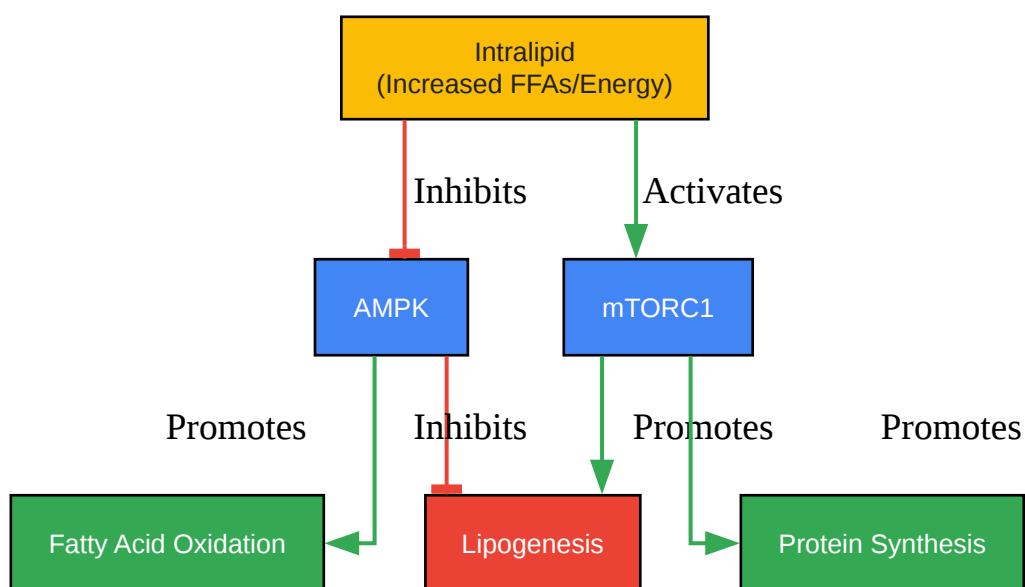 Intralipid
(Increased FFAs/Energy)
Inhibits
Activates
AMPK
mTORC1
Promotes
Inhibits
Promotes
Promotes
Fatty Acid Oxidation
Lipogenesis
Protein Synthesis